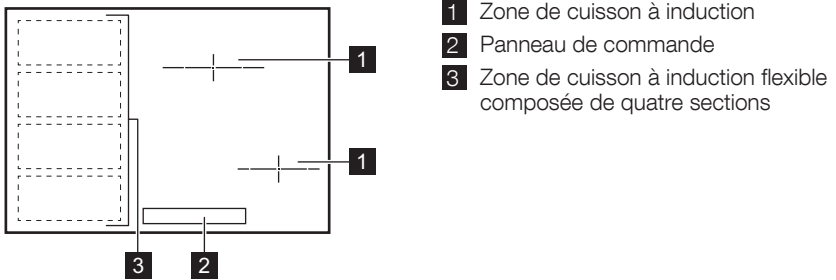 1
1
3
2
1 Zone de cuisson à induction
2 Panneau de commande
3 Zone de cuisson à induction flexible
composée de quatre sections